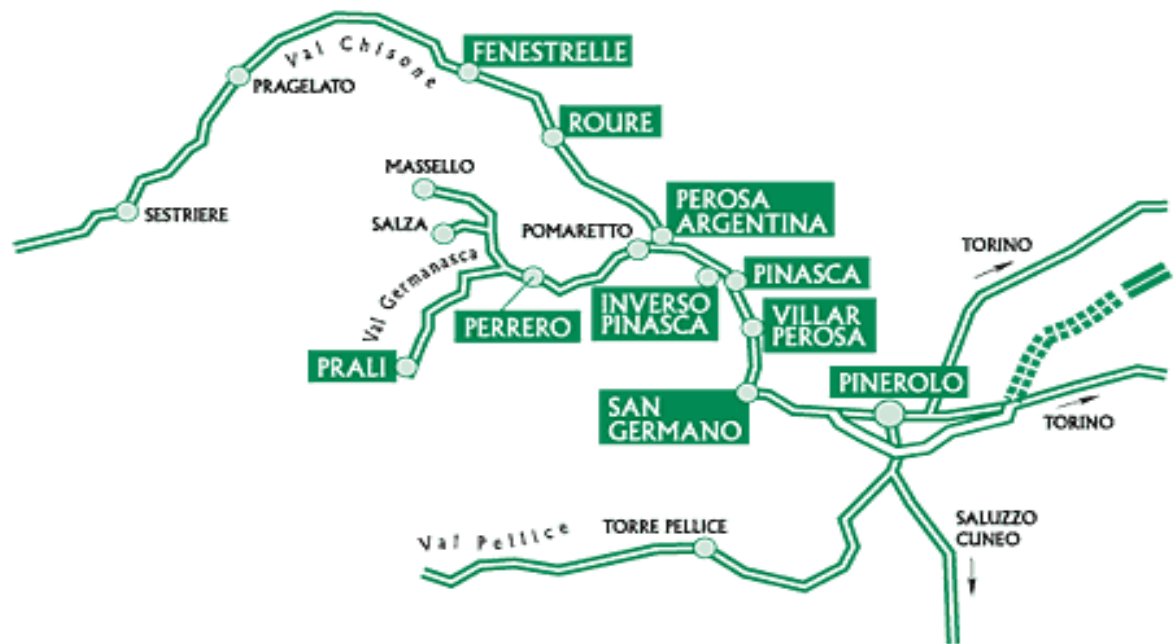 Val Chisone
FENESTRELLE
PRAGELATO
ROURE
MASSELLO
SESTRIERE
SALZA
POMARETTO
PEROSA
ARGENTINA
TORINO
Val Germanasca
PERRERO
INVERSO
PINASCA
PINASCA
VILLAR
PEROSA
PRALI
PINEROLO
SAN
GERMANO
TORINO
Val Pellice
TORRE PELLICE
SALUZZO
CUNEO